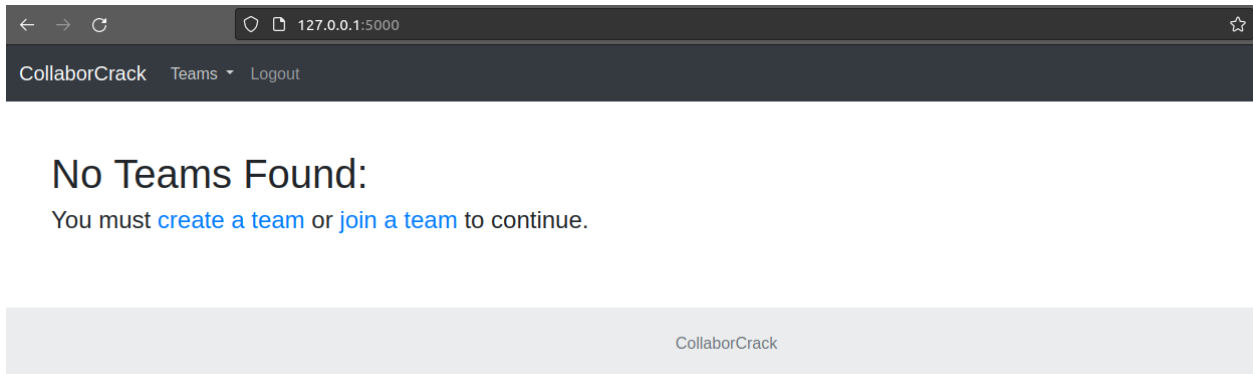 127.0.0.1:5000
CollaborCrack Teams Logout
No Teams Found:
You must create a team or join a team to continue.
CollaborCrack